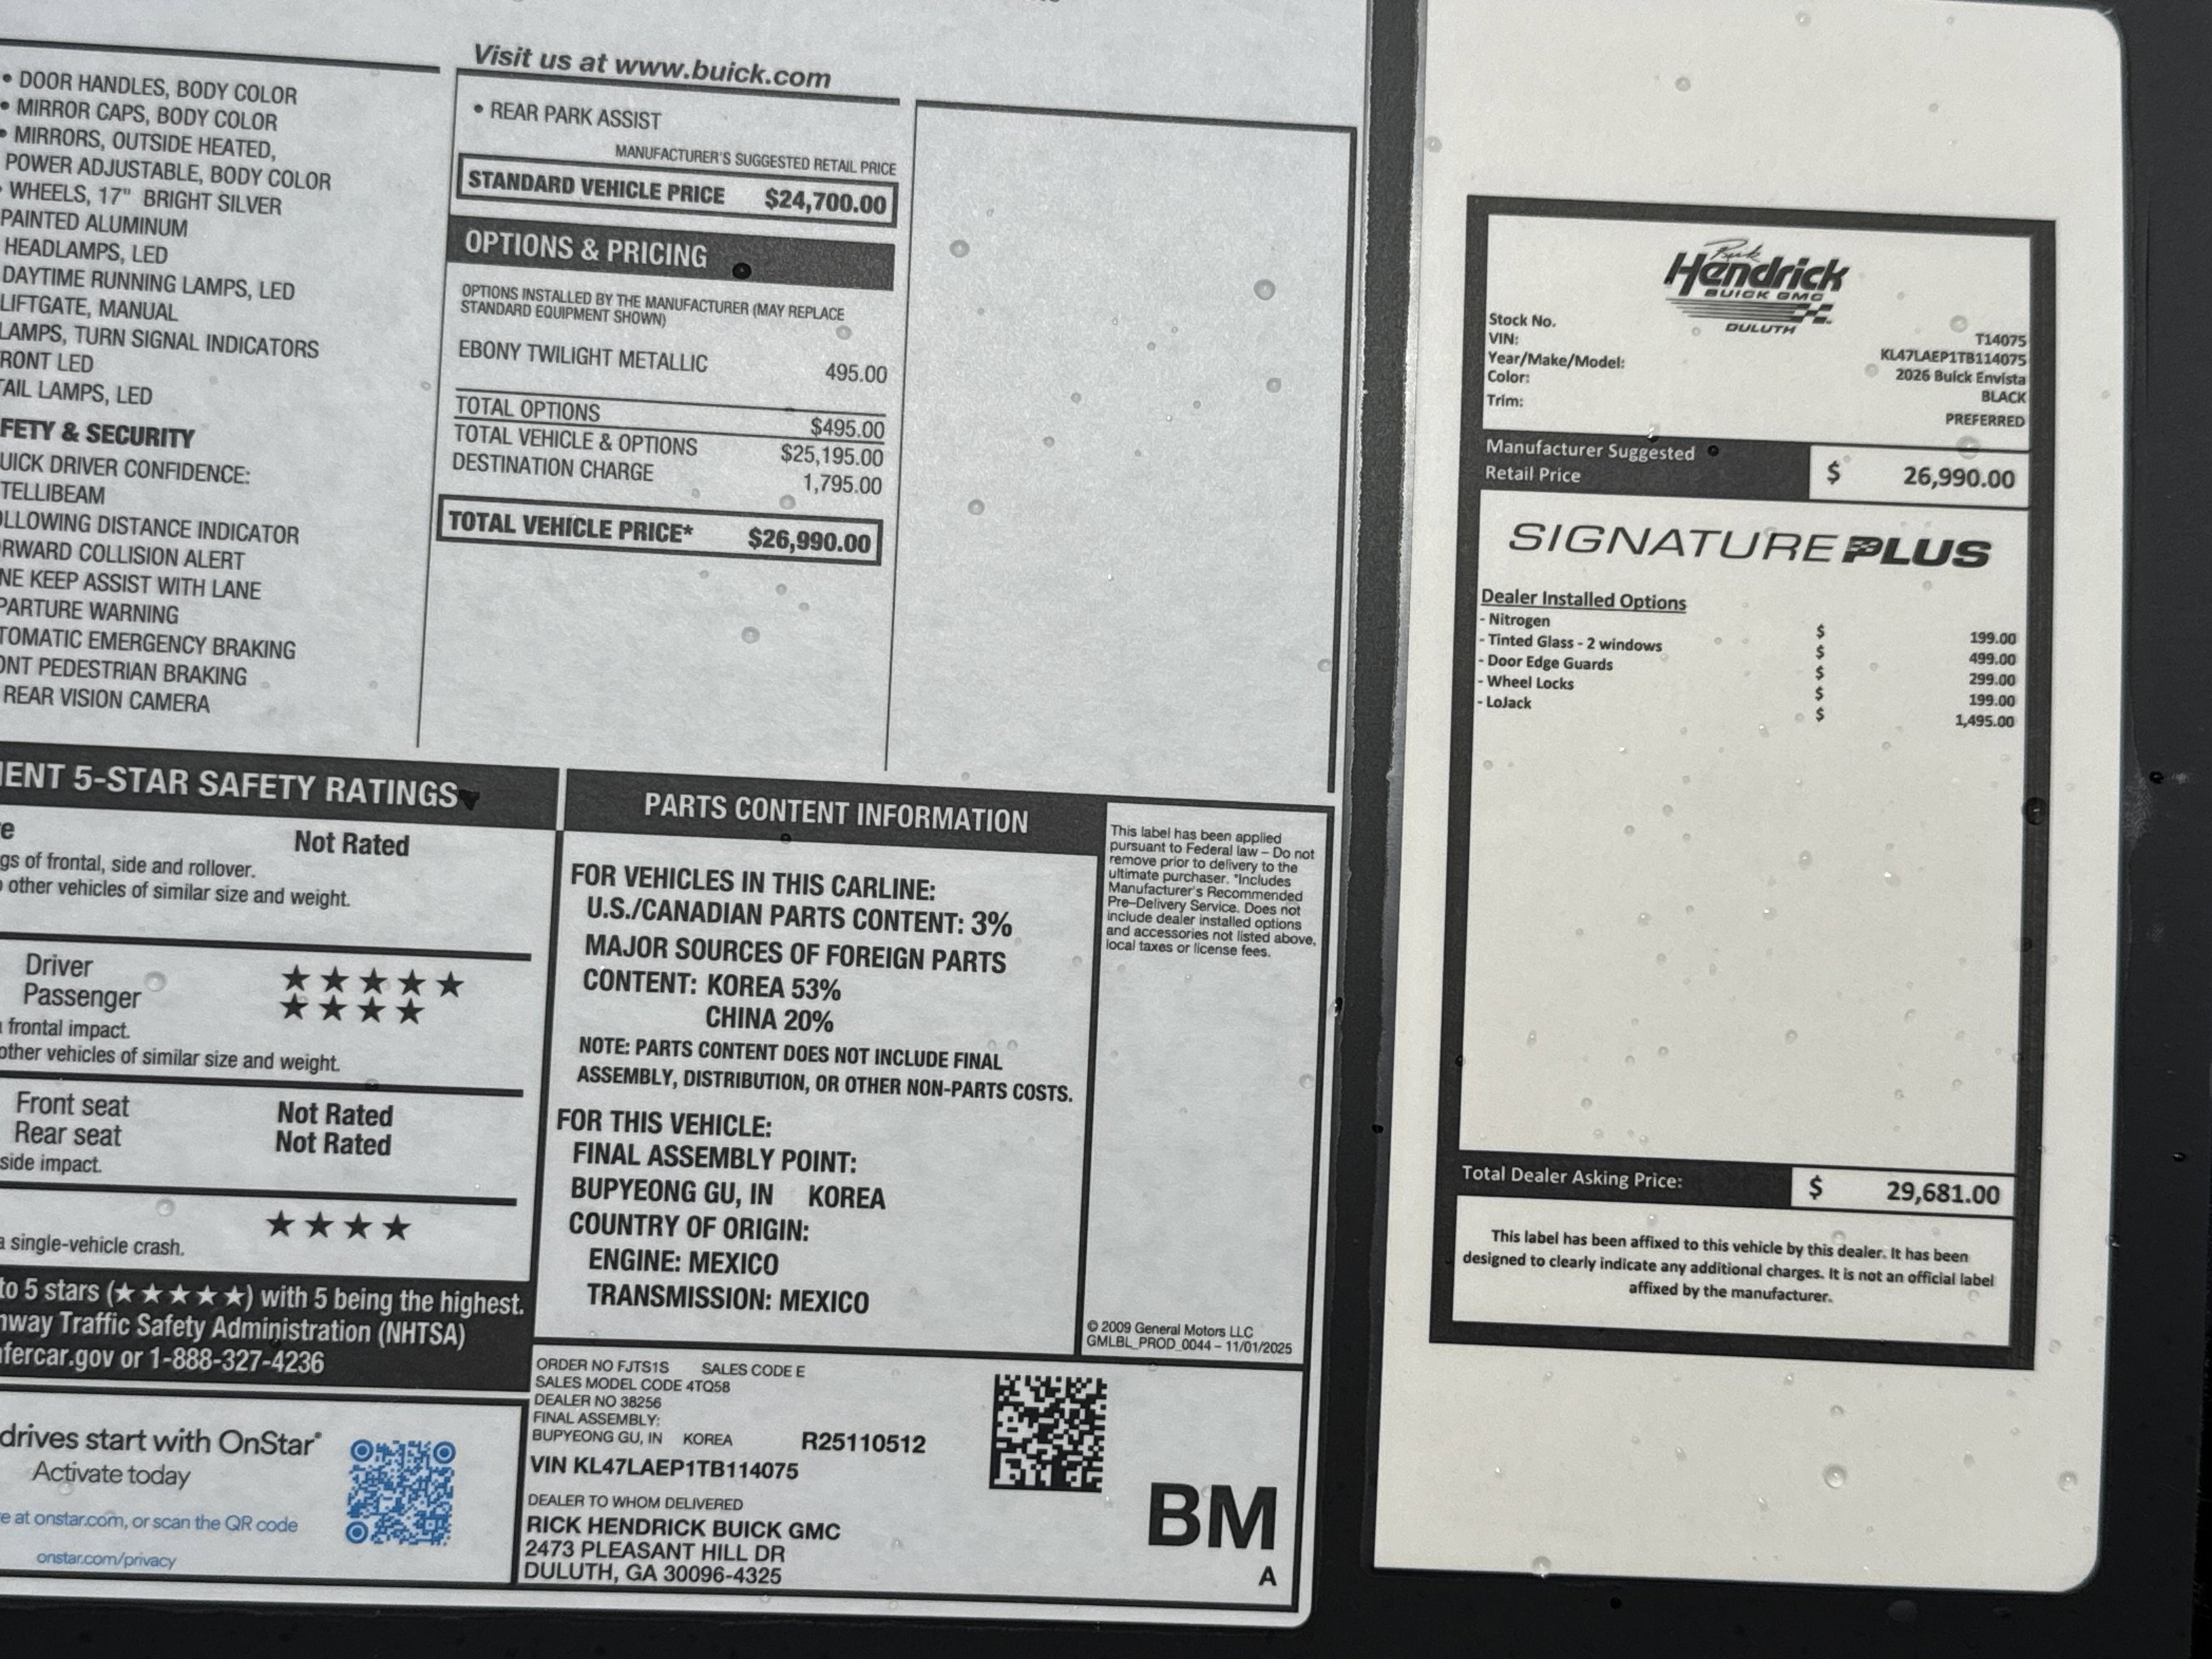 Visit us at www.buick.com
• DOOR HANDLES, BODY COLOR
• MIRROR CAPS, BODY COLOR
• MIRRORS, OUTSIDE HEATED,
POWER ADJUSTABLE, BODY COLOR
WHEELS, 17" BRIGHT SILVER
PAINTED ALUMINUM
HEADLAMPS, LED
DAYTIME RUNNING LAMPS, LED
LIFTGATE, MANUAL
LAMPS, TURN SIGNAL INDICATORS
RONT LED
AIL LAMPS, LED
FETY & SECURITY
UICK DRIVER CONFIDENCE:
TELLIBEAM
OLLOWING DISTANCE INDICATOR
RWARD COLLISION ALERT
NE KEEP ASSIST WITH LANE
PARTURE WARNING
TOMATIC EMERGENCY BRAKING
ONT PEDESTRIAN BRAKING
REAR VISION CAMERA
• REAR PARK ASSIST
MANUFACTURER'S SUGGESTED RETAIL PRICE
STANDARD VEHICLE PRICE $24,700.00
OPTIONS & PRICING
OPTIONS INSTALLED BY THE MANUFACTURER (MAY REPLACE
STANDARD EQUIPMENT SHOWN)
EBONY TWILIGHT METALLIC 495.00
TOTAL OPTIONS $495.00
TOTAL VEHICLE & OPTIONS $25,195.00
DESTINATION CHARGE 1,795.00
TOTAL VEHICLE PRICE* $26,990.00
MENT 5-STAR SAFETY RATINGS
e Not Rated
gs of frontal, side and rollover.
o other vehicles of similar size and weight.
Driver ★★★★★
Passenger ★★★★
frontal impact.
other vehicles of similar size and weight.
Front seat Not Rated
Rear seat Not Rated
side impact.
★★★★
a single-vehicle crash.
to 5 stars (★★★★★) with 5 being the highest.
hway Traffic Safety Administration (NHTSA)
fercar.gov or 1-888-327-4236
drives start with OnStar®
Activate today
e at onstar.com, or scan the QR code
onstar.com/privacy
PARTS CONTENT INFORMATION
FOR VEHICLES IN THIS CARLINE:
U.S./CANADIAN PARTS CONTENT: 3%
MAJOR SOURCES OF FOREIGN PARTS
CONTENT: KOREA 53%
CHINA 20%
NOTE: PARTS CONTENT DOES NOT INCLUDE FINAL
ASSEMBLY, DISTRIBUTION, OR OTHER NON-PARTS COSTS.
FOR THIS VEHICLE:
FINAL ASSEMBLY POINT:
BUPYEONG GU, IN KOREA
COUNTRY OF ORIGIN:
ENGINE: MEXICO
TRANSMISSION: MEXICO
This label has been applied
pursuant to Federal law – Do not
remove prior to delivery to the
ultimate purchaser. *Includes
Manufacturer's Recommended
Pre–Delivery Service. Does not
include dealer installed options
and accessories not listed above,
local taxes or license fees.
© 2009 General Motors LLC
GMLBL_PROD_0044 – 11/01/2025
ORDER NO FJTS1S SALES CODE E
SALES MODEL CODE 4TQ58
DEALER NO 38256
FINAL ASSEMBLY:
BUPYEONG GU, IN KOREA R25110512
VIN KL47LAEP1TB114075
DEALER TO WHOM DELIVERED
RICK HENDRICK BUICK GMC
2473 PLEASANT HILL DR
DULUTH, GA 30096-4325
BM
A
Rick
Hendrick
BUICK GMC
DULUTH
Stock No. T14075
VIN: KL47LAEP1TB114075
Year/Make/Model: 2026 Buick Envista
Color: BLACK
Trim: PREFERRED
Manufacturer Suggested
Retail Price $ 26,990.00
SIGNATURE PLUS
Dealer Installed Options
- Nitrogen $ 199.00
- Tinted Glass - 2 windows $ 499.00
- Door Edge Guards $ 299.00
- Wheel Locks $ 199.00
- LoJack $ 1,495.00
Total Dealer Asking Price: $ 29,681.00
This label has been affixed to this vehicle by this dealer. It has been
designed to clearly indicate any additional charges. It is not an official label
affixed by the manufacturer.